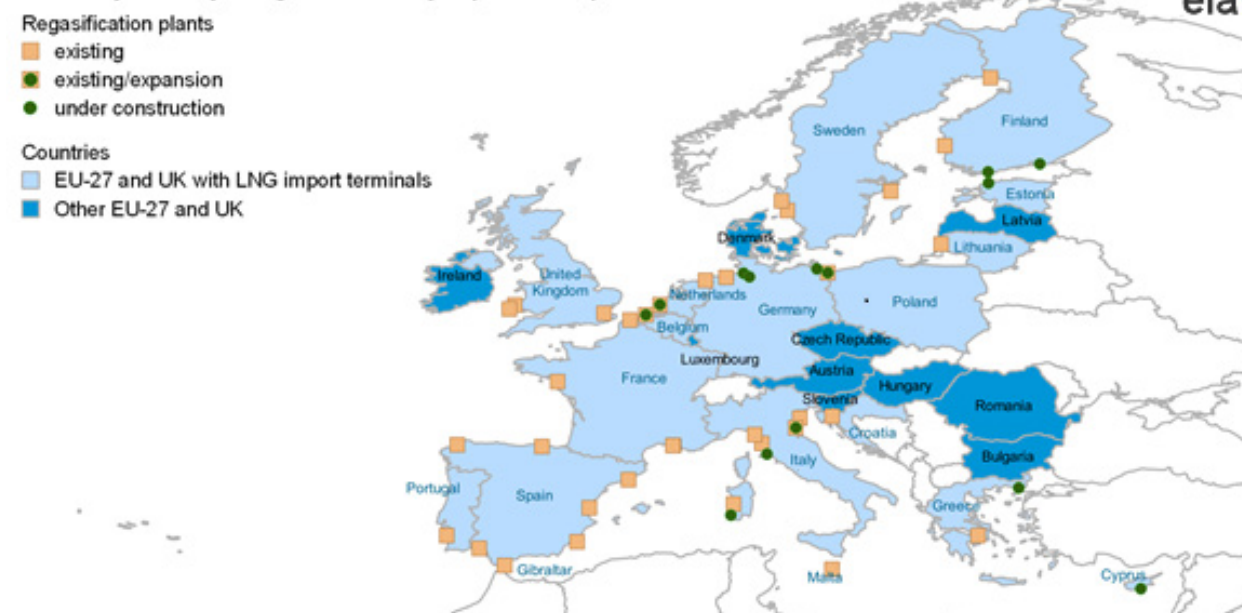 eia
Regasification plants
existing
existing/expansion
under construction
Countries
EU-27 and UK with LNG import terminals
Other EU-27 and UK
Sweden
Finland
Estonia
Latvia
Lithuania
Denmark
Ireland
United
Kingdom
Netherlands
Belgium
Germany
Poland
Luxembourg
Czech Republic
France
Austria
Hungary
Slovenia
Romania
Croatia
Italy
Bulgaria
Portugal
Spain
Greece
Gibraltar
Malta
Cyprus